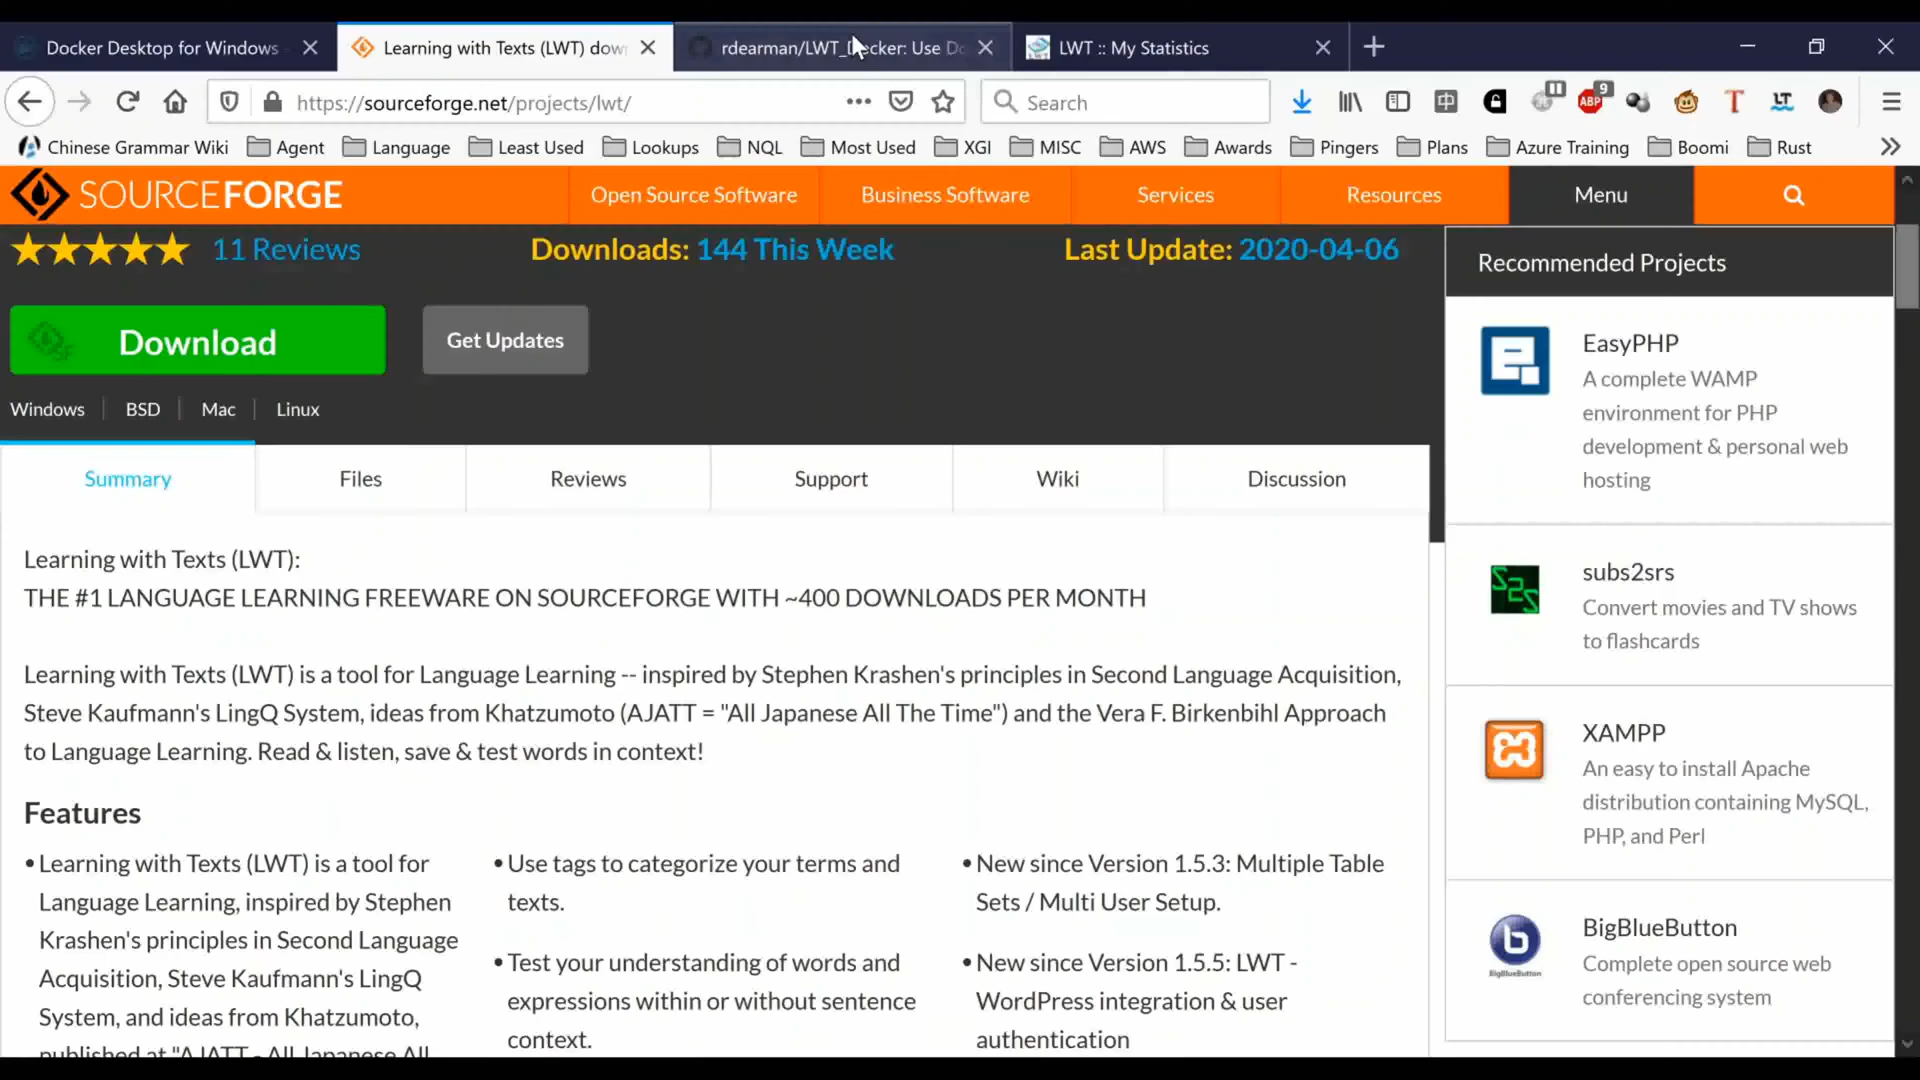 Docker Desktop for Windows
Learning with Texts (LWT) dow
rdearman/LWT_Docker: Use Do
LWT :: My Statistics
https://sourceforge.net/projects/lwt/
Search
9
ABP
中
T
LT
Chinese Grammar Wiki
Agent
Language
Least Used
Lookups
NQL
Most Used
XGI
MISC
AWS
Awards
Pingers
Plans
Azure Training
Boomi
Rust
SOURCEFORGE
Open Source Software
Business Software
Services
Resources
Menu
11 Reviews
Downloads: 144 This Week
Last Update: 2020-04-06
Download
Get Updates
Windows
BSD
Mac
Linux
Summary
Files
Reviews
Support
Wiki
Discussion
Learning with Texts (LWT):
THE #1 LANGUAGE LEARNING FREEWARE ON SOURCEFORGE WITH ~400 DOWNLOADS PER MONTH
Learning with Texts (LWT) is a tool for Language Learning -- inspired by Stephen Krashen's principles in Second Language Acquisition,
Steve Kaufmann's LingQ System, ideas from Khatzumoto (AJATT = "All Japanese All The Time") and the Vera F. Birkenbihl Approach
to Language Learning. Read & listen, save & test words in context!
Features
•Learning with Texts (LWT) is a tool for
Language Learning, inspired by Stephen
Krashen's principles in Second Language
Acquisition, Steve Kaufmann's LingQ
System, and ideas from Khatzumoto,
published at "AJATT - All Japanese All
•Use tags to categorize your terms and
texts.
•Test your understanding of words and
expressions within or without sentence
context.
•New since Version 1.5.3: Multiple Table
Sets / Multi User Setup.
•New since Version 1.5.5: LWT -
WordPress integration & user
authentication
Recommended Projects
EasyPHP
A complete WAMP
environment for PHP
development & personal web
hosting
S2S
subs2srs
Convert movies and TV shows
to flashcards
XAMPP
An easy to install Apache
distribution containing MySQL,
PHP, and Perl
b
BigBlueButton
BigBlueButton
Complete open source web
conferencing system